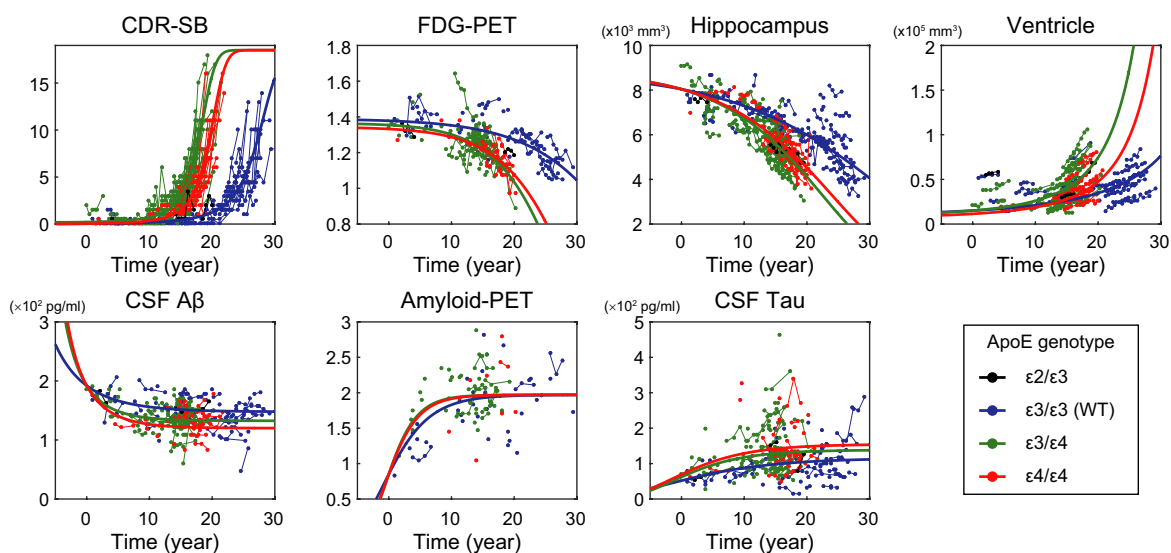 CDR-SB
15
10
5
0
0 10 20 30
Time (year)
FDG-PET
1.8
1.6
1.4
1.2
1
0.8
0 10 20 30
Time (year)
(x10³ mm³)
Hippocampus
10
8
6
4
2
0 10 20 30
Time (year)
(×10⁵ mm³)
Ventricle
2
1.5
1
0.5
0
0 10 20 30
Time (year)
(×10² pg/ml)
CSF Aβ
3
2
1
0
0 10 20 30
Time (year)
Amyloid-PET
3
2.5
2
1.5
1
0.5
0 10 20 30
Time (year)
(×10² pg/ml)
CSF Tau
5
4
3
2
1
0
0 10 20 30
Time (year)
ApoE genotype
ε2/ε3
ε3/ε3 (WT)
ε3/ε4
ε4/ε4